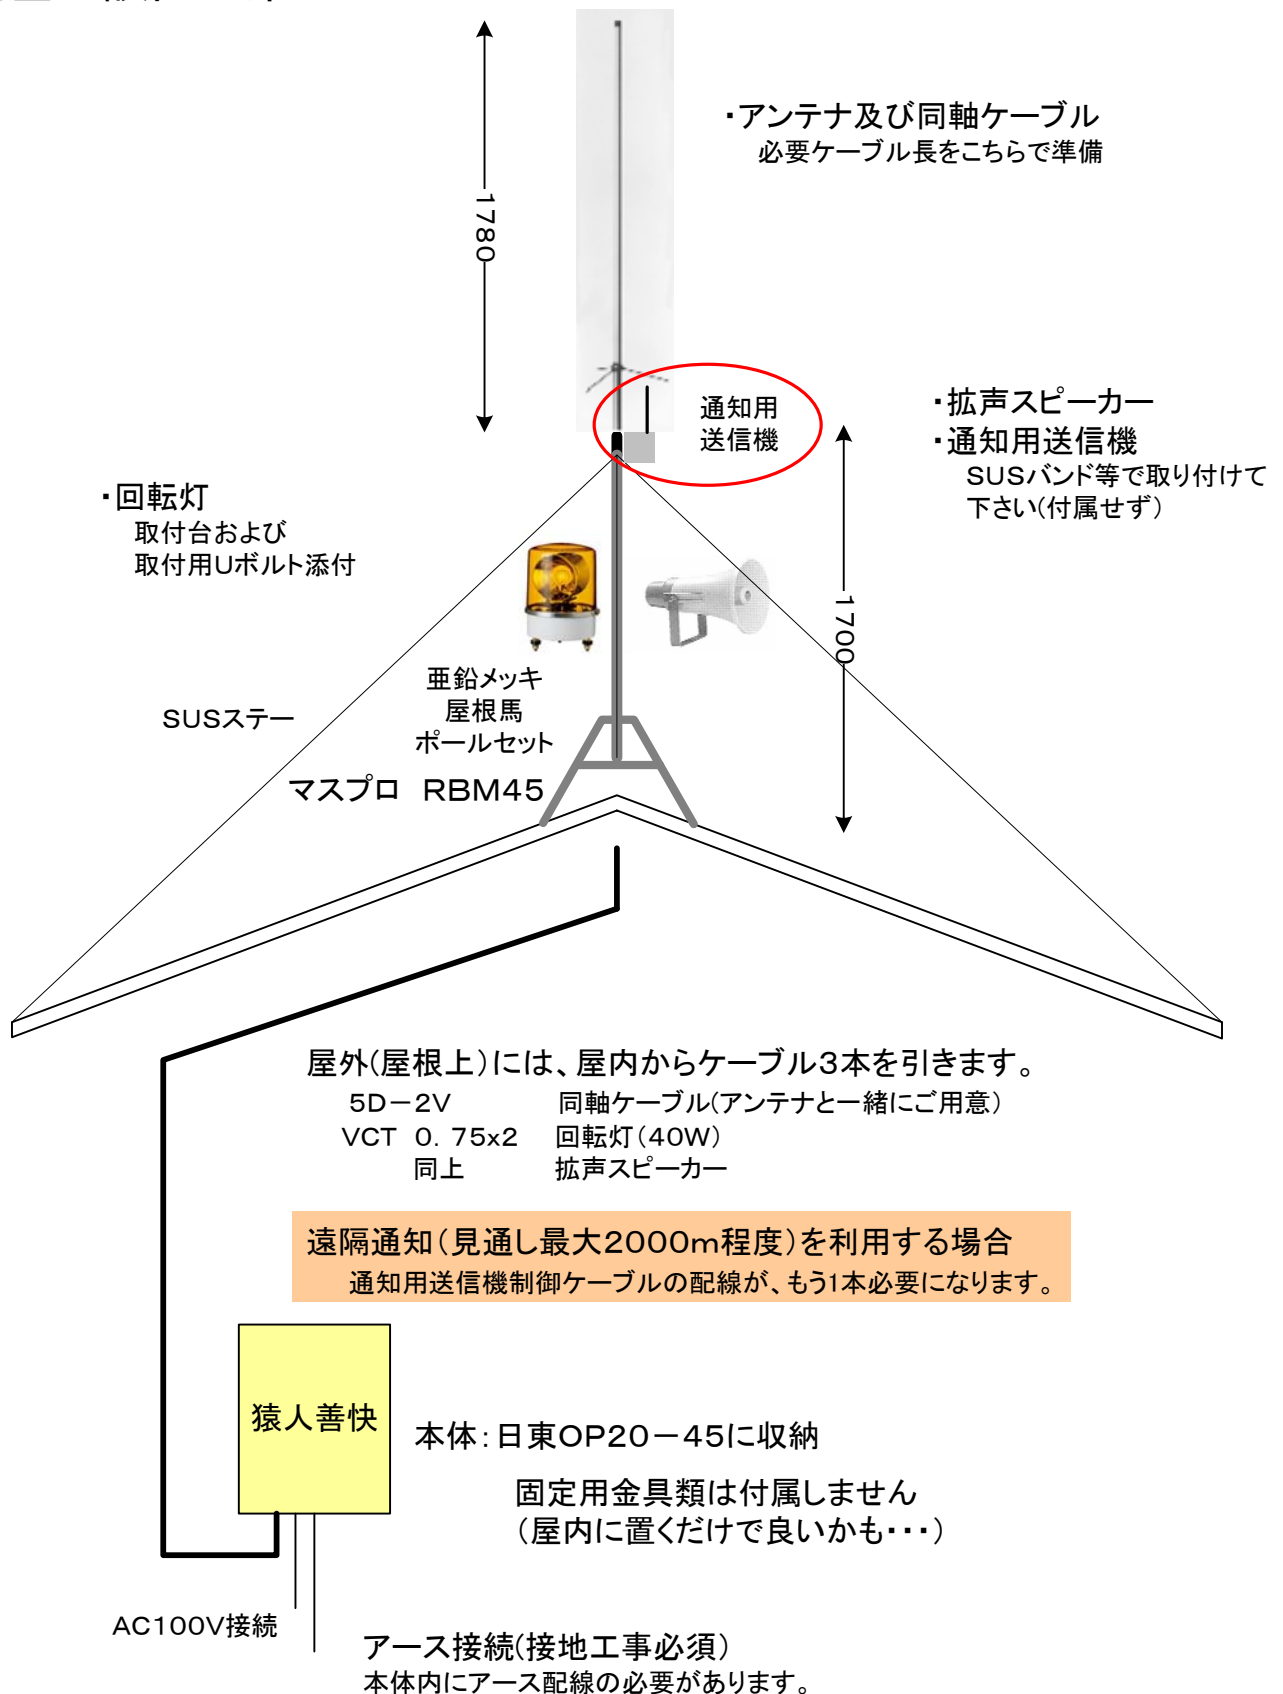 ・アンテナ及び同軸ケーブル
必要ケーブル長をこちらで準備
1780
通知用
送信機
・拡声スピーカー
・通知用送信機
SUSバンド等で取り付けて
下さい(付属せず)
・回転灯
取付台および
取付用Uボルト添付
1700
亜鉛メッキ
屋根馬
ポールセット
SUSステー
マスプロ RBM45
屋外(屋根上)には、屋内からケーブル3本を引きます。
5D-2V 同軸ケーブル(アンテナと一緒にご用意)
VCT 0.75x2 回転灯(40W)
同上 拡声スピーカー
遠隔通知(見通し最大2000m程度)を利用する場合
通知用送信機制御ケーブルの配線が、もう1本必要になります。
猿人善快
本体:日東OP20-45に収納
固定用金具類は付属しません
(屋内に置くだけで良いかも・・・)
AC100V接続
アース接続(接地工事必須)
本体内にアース配線の必要があります。